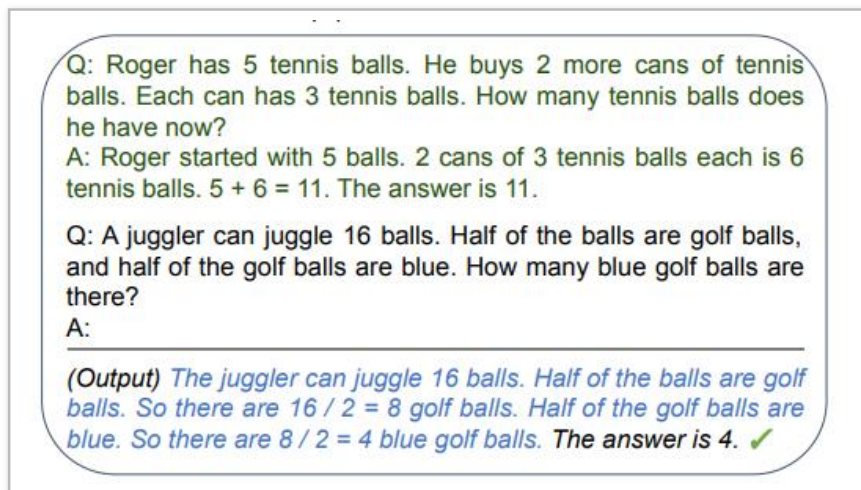 Q: Roger has 5 tennis balls. He buys 2 more cans of tennis
balls. Each can has 3 tennis balls. How many tennis balls does
he have now?
A: Roger started with 5 balls. 2 cans of 3 tennis balls each is 6
tennis balls. 5 + 6 = 11. The answer is 11.
Q: A juggler can juggle 16 balls. Half of the balls are golf balls,
and half of the golf balls are blue. How many blue golf balls are
there?
A:
(Output) The juggler can juggle 16 balls. Half of the balls are golf
balls. So there are 16 / 2 = 8 golf balls. Half of the golf balls are
blue. So there are 8 / 2 = 4 blue golf balls. The answer is 4. ✓